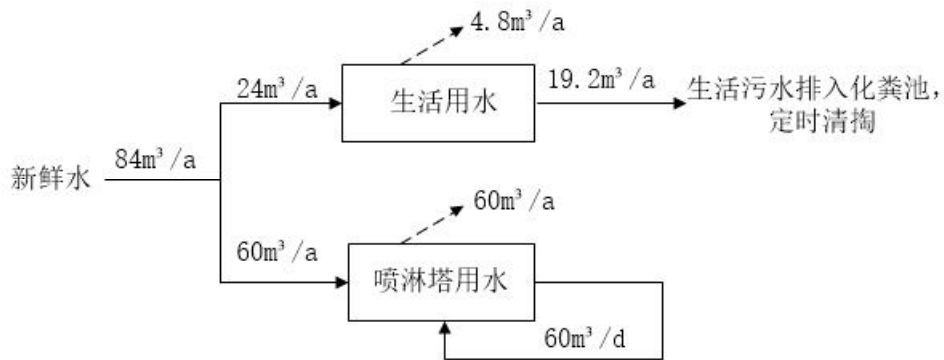 4.8m³/a
24m³/a
生活用水
19.2m³/a
生活污水排入化粪池，
定时清掏
新鲜水
84m³/a
60m³/a
60m³/a
喷淋塔用水
60m³/d